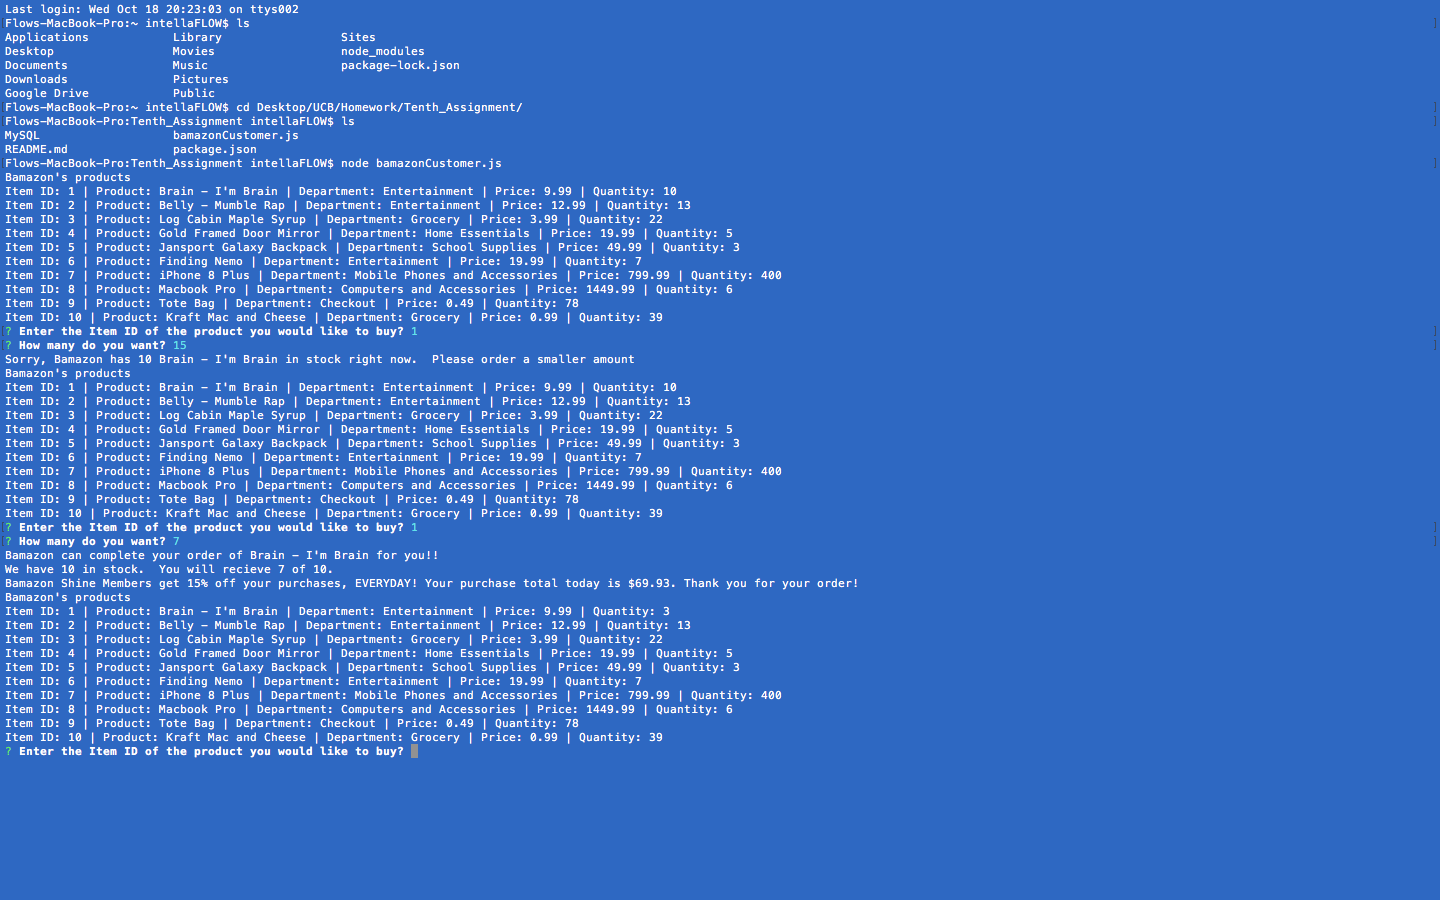 Last login: Wed Oct 18 20:23:03 on ttys002
Flows-MacBook-Pro:~ intellaFLOW$ ls
Applications Library Sites
Desktop Movies node_modules
Documents Music package-lock.json
Downloads Pictures
Google Drive Public
Flows-MacBook-Pro:~ intellaFLOW$ cd Desktop/UCB/Homework/Tenth_Assignment/
Flows-MacBook-Pro:Tenth_Assignment intellaFLOW$ ls
MySQL bamazonCustomer.js
README.md package.json
Flows-MacBook-Pro:Tenth_Assignment intellaFLOW$ node bamazonCustomer.js
Bamazon's products
Item ID: 1 | Product: Brain - I'm Brain | Department: Entertainment | Price: 9.99 | Quantity: 10
Item ID: 2 | Product: Belly - Mumble Rap | Department: Entertainment | Price: 12.99 | Quantity: 13
Item ID: 3 | Product: Log Cabin Maple Syrup | Department: Grocery | Price: 3.99 | Quantity: 22
Item ID: 4 | Product: Gold Framed Door Mirror | Department: Home Essentials | Price: 19.99 | Quantity: 5
Item ID: 5 | Product: Jansport Galaxy Backpack | Department: School Supplies | Price: 49.99 | Quantity: 3
Item ID: 6 | Product: Finding Nemo | Department: Entertainment | Price: 19.99 | Quantity: 7
Item ID: 7 | Product: iPhone 8 Plus | Department: Mobile Phones and Accessories | Price: 799.99 | Quantity: 400
Item ID: 8 | Product: Macbook Pro | Department: Computers and Accessories | Price: 1449.99 | Quantity: 6
Item ID: 9 | Product: Tote Bag | Department: Checkout | Price: 0.49 | Quantity: 78
Item ID: 10 | Product: Kraft Mac and Cheese | Department: Grocery | Price: 0.99 | Quantity: 39
? Enter the Item ID of the product you would like to buy? 1
? How many do you want? 15
Sorry, Bamazon has 10 Brain - I'm Brain in stock right now.  Please order a smaller amount
Bamazon's products
Item ID: 1 | Product: Brain - I'm Brain | Department: Entertainment | Price: 9.99 | Quantity: 10
Item ID: 2 | Product: Belly - Mumble Rap | Department: Entertainment | Price: 12.99 | Quantity: 13
Item ID: 3 | Product: Log Cabin Maple Syrup | Department: Grocery | Price: 3.99 | Quantity: 22
Item ID: 4 | Product: Gold Framed Door Mirror | Department: Home Essentials | Price: 19.99 | Quantity: 5
Item ID: 5 | Product: Jansport Galaxy Backpack | Department: School Supplies | Price: 49.99 | Quantity: 3
Item ID: 6 | Product: Finding Nemo | Department: Entertainment | Price: 19.99 | Quantity: 7
Item ID: 7 | Product: iPhone 8 Plus | Department: Mobile Phones and Accessories | Price: 799.99 | Quantity: 400
Item ID: 8 | Product: Macbook Pro | Department: Computers and Accessories | Price: 1449.99 | Quantity: 6
Item ID: 9 | Product: Tote Bag | Department: Checkout | Price: 0.49 | Quantity: 78
Item ID: 10 | Product: Kraft Mac and Cheese | Department: Grocery | Price: 0.99 | Quantity: 39
? Enter the Item ID of the product you would like to buy? 1
? How many do you want? 7
Bamazon can complete your order of Brain - I'm Brain for you!!
We have 10 in stock.  You will recieve 7 of 10.
Bamazon Shine Members get 15% off your purchases, EVERYDAY! Your purchase total today is $69.93. Thank you for your order!
Bamazon's products
Item ID: 1 | Product: Brain - I'm Brain | Department: Entertainment | Price: 9.99 | Quantity: 3
Item ID: 2 | Product: Belly - Mumble Rap | Department: Entertainment | Price: 12.99 | Quantity: 13
Item ID: 3 | Product: Log Cabin Maple Syrup | Department: Grocery | Price: 3.99 | Quantity: 22
Item ID: 4 | Product: Gold Framed Door Mirror | Department: Home Essentials | Price: 19.99 | Quantity: 5
Item ID: 5 | Product: Jansport Galaxy Backpack | Department: School Supplies | Price: 49.99 | Quantity: 3
Item ID: 6 | Product: Finding Nemo | Department: Entertainment | Price: 19.99 | Quantity: 7
Item ID: 7 | Product: iPhone 8 Plus | Department: Mobile Phones and Accessories | Price: 799.99 | Quantity: 400
Item ID: 8 | Product: Macbook Pro | Department: Computers and Accessories | Price: 1449.99 | Quantity: 6
Item ID: 9 | Product: Tote Bag | Department: Checkout | Price: 0.49 | Quantity: 78
Item ID: 10 | Product: Kraft Mac and Cheese | Department: Grocery | Price: 0.99 | Quantity: 39
? Enter the Item ID of the product you would like to buy?